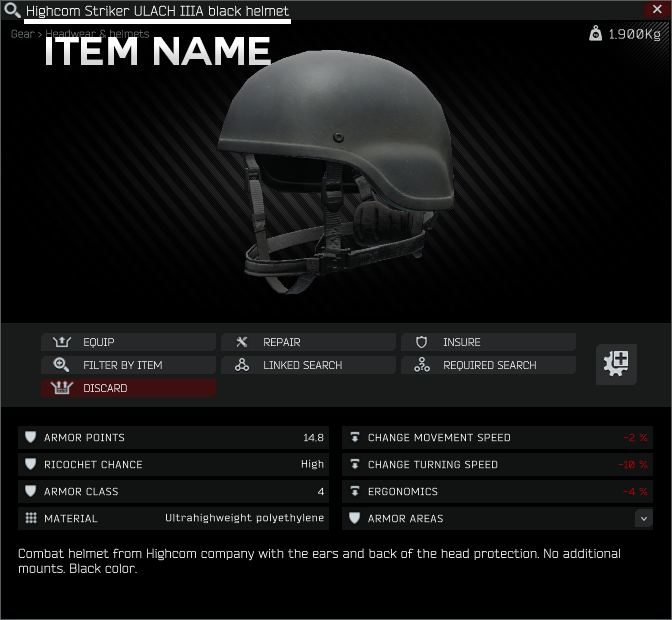 Highcom Striker ULACH IIIA black helmet
Gear > Headwear & helmets
ITEM NAME
1.900Kg
EQUIP
REPAIR
INSURE
FILTER BY ITEM
LINKED SEARCH
REQUIRED SEARCH
DISCARD
ARMOR POINTS 14.8
CHANGE MOVEMENT SPEED -2 %
RICOCHET CHANCE High
CHANGE TURNING SPEED -10 %
ARMOR CLASS 4
ERGONOMICS -4 %
MATERIAL Ultrahighweight polyethylene
ARMOR AREAS
Combat helmet from Highcom company with the ears and back of the head protection. No additional
mounts. Black color.